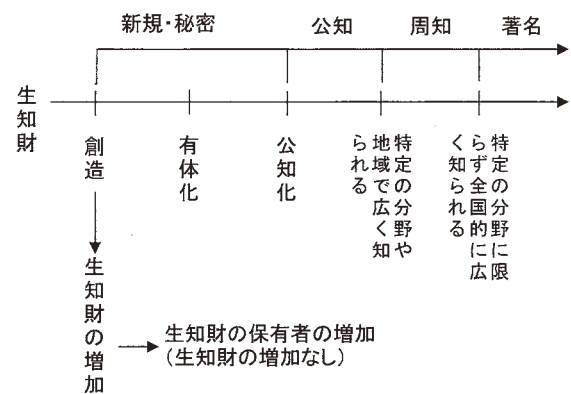 新規・秘密
公知
周知
著名
生知財
創造
有体化
公知化
特定の分野や
地域で広く知
られる
特定の分野に限
らず全国的に広
く知られる
生知財の増加
生知財の保有者の増加
(生知財の増加なし)